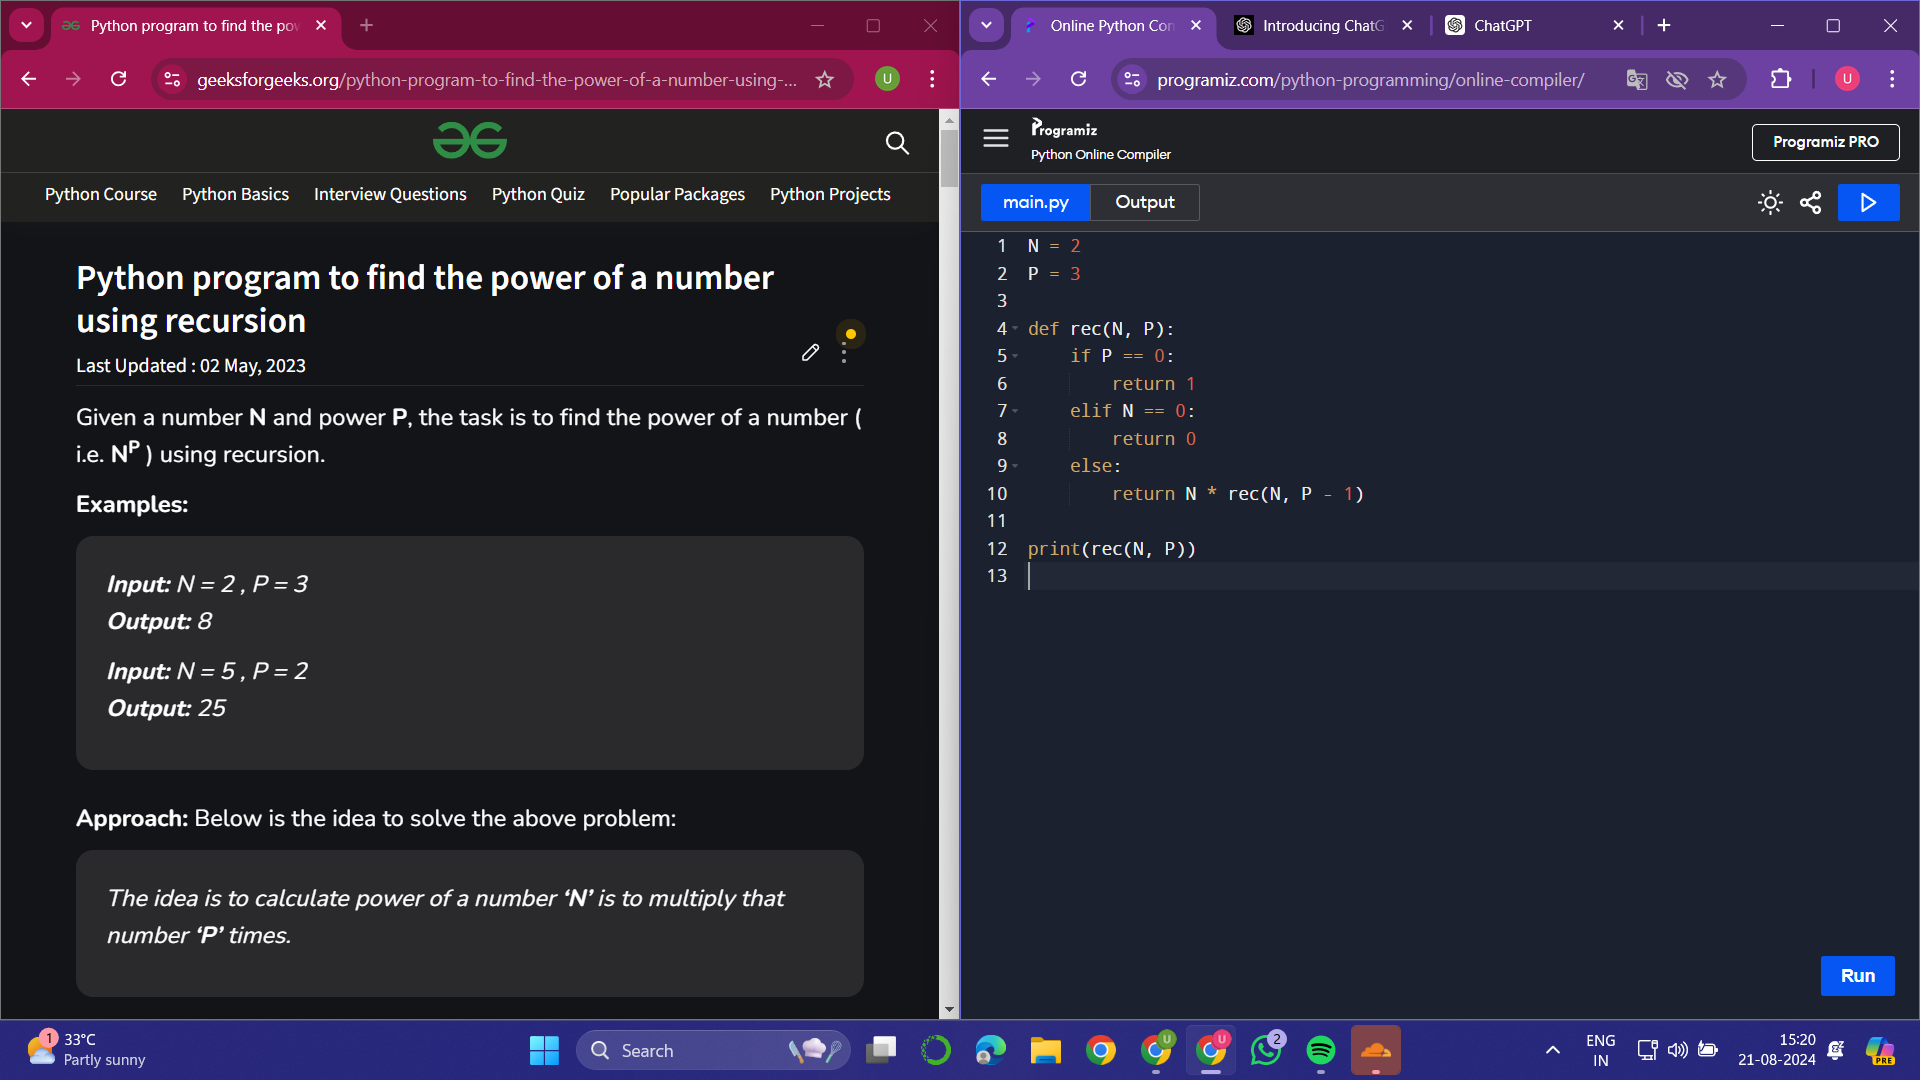 Python program to find the pow
geeksforgeeks.org/python-program-to-find-the-power-of-a-number-using-...
U
Python Course Python Basics Interview Questions Python Quiz Popular Packages Python Projects
Python program to find the power of a number
using recursion
Last Updated : 02 May, 2023
Given a number N and power P, the task is to find the power of a number (
i.e. N^P ) using recursion.
Examples:
Input: N = 2 , P = 3
Output: 8
Input: N = 5 , P = 2
Output: 25
Approach: Below is the idea to solve the above problem:
The idea is to calculate power of a number ‘N’ is to multiply that
number ‘P’ times.
Online Python Com
Introducing ChatG
ChatGPT
programiz.com/python-programming/online-compiler/
U
Programiz
Python Online Compiler
Programiz PRO
main.py Output
1 N = 2
2 P = 3
3
4 def rec(N, P):
5     if P == 0:
6         return 1
7     elif N == 0:
8         return 0
9     else:
10         return N * rec(N, P - 1)
11
12 print(rec(N, P))
13
Run
1
33°C
Partly sunny
Search
U
U
2
ENG
IN
15:20
21-08-2024
PRE